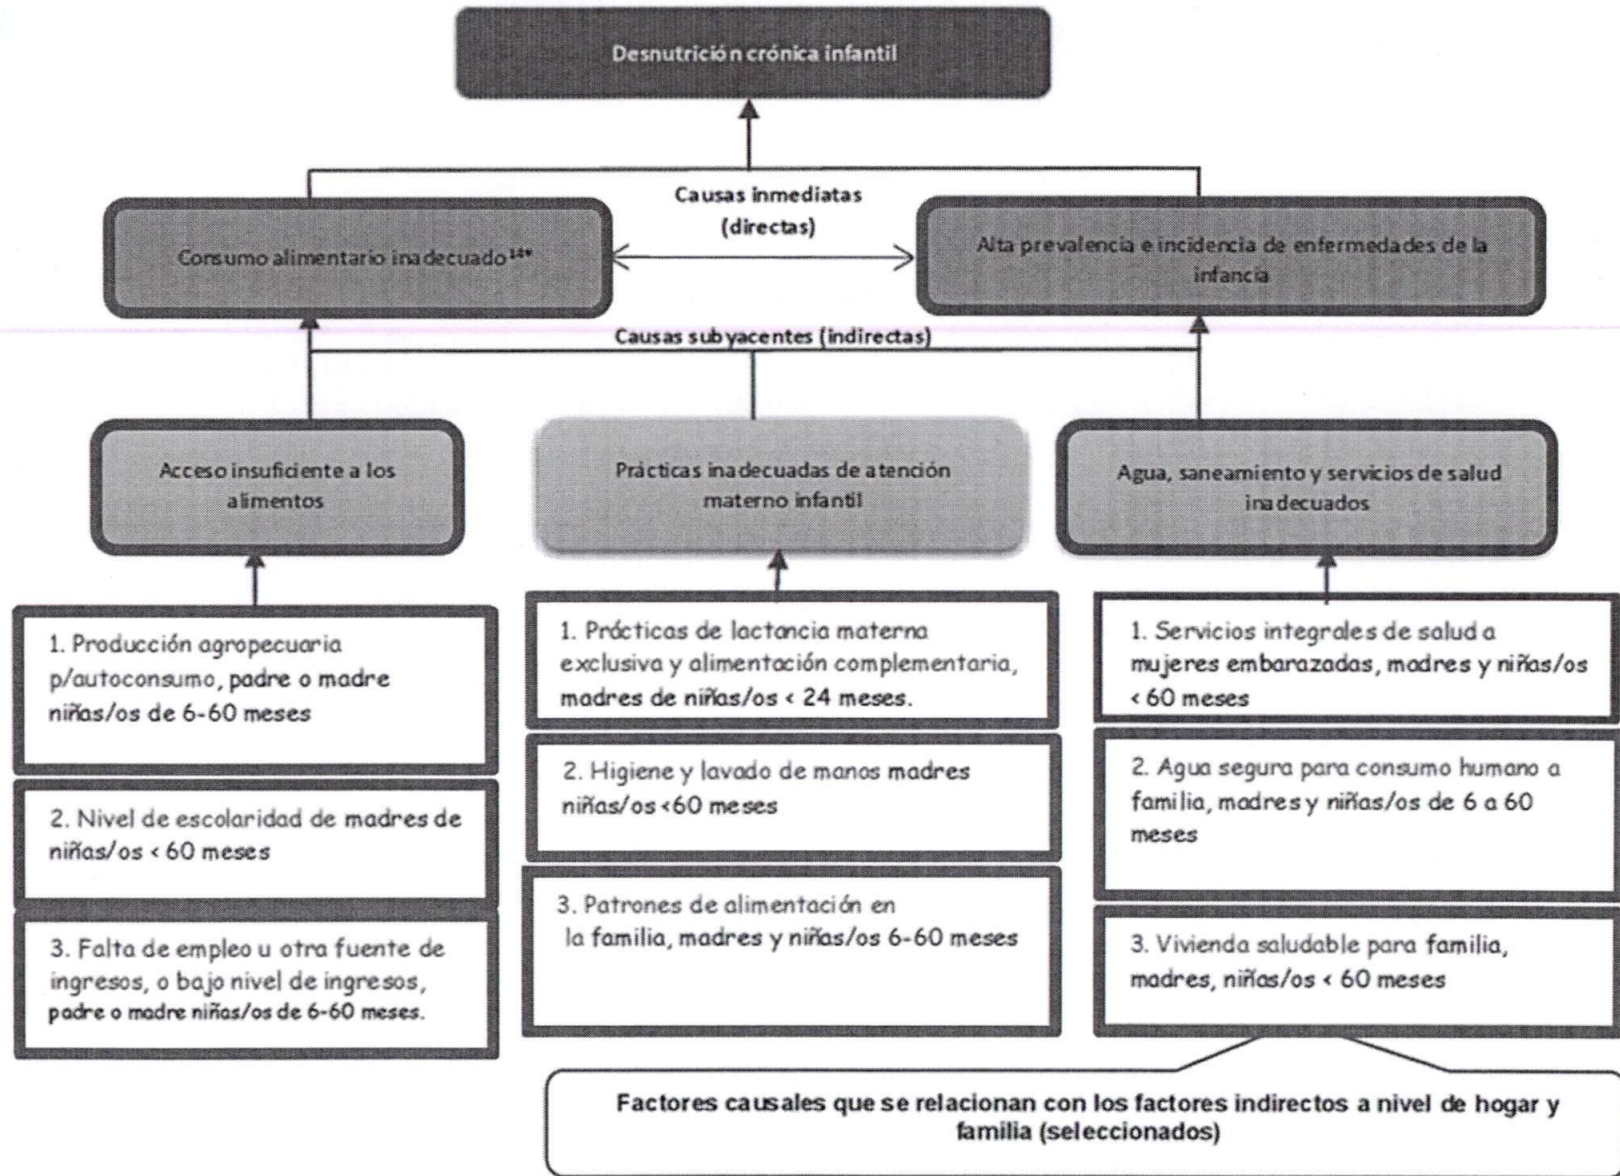 Desnutrición crónica infantil
Causas inmediatas
(directas)
Consumo alimentario inadecuado¹⁴*
Alta prevalencia e incidencia de enfermedades de la
infancia
Causas subyacentes (indirectas)
Acceso insuficiente a los
alimentos
Prácticas inadecuadas de atención
materno infantil
Agua, saneamiento y servicios de salud
inadecuados
1. Producción agropecuaria
p/autoconsumo, padre o madre
niñas/os de 6-60 meses
2. Nivel de escolaridad de madres de
niñas/os < 60 meses
3. Falta de empleo u otra fuente de
ingresos, o bajo nivel de ingresos,
padre o madre niñas/os de 6-60 meses.
1. Prácticas de lactancia materna
exclusiva y alimentación complementaria,
madres de niñas/os < 24 meses.
2. Higiene y lavado de manos madres
niñas/os <60 meses
3. Patrones de alimentación en
la familia, madres y niñas/os 6-60 meses
1. Servicios integrales de salud a
mujeres embarazadas, madres y niñas/os
< 60 meses
2. Agua segura para consumo humano a
familia, madres y niñas/os de 6 a 60
meses
3. Vivienda saludable para familia,
madres, niñas/os < 60 meses
Factores causales que se relacionan con los factores indirectos a nivel de hogar y
familia (seleccionados)